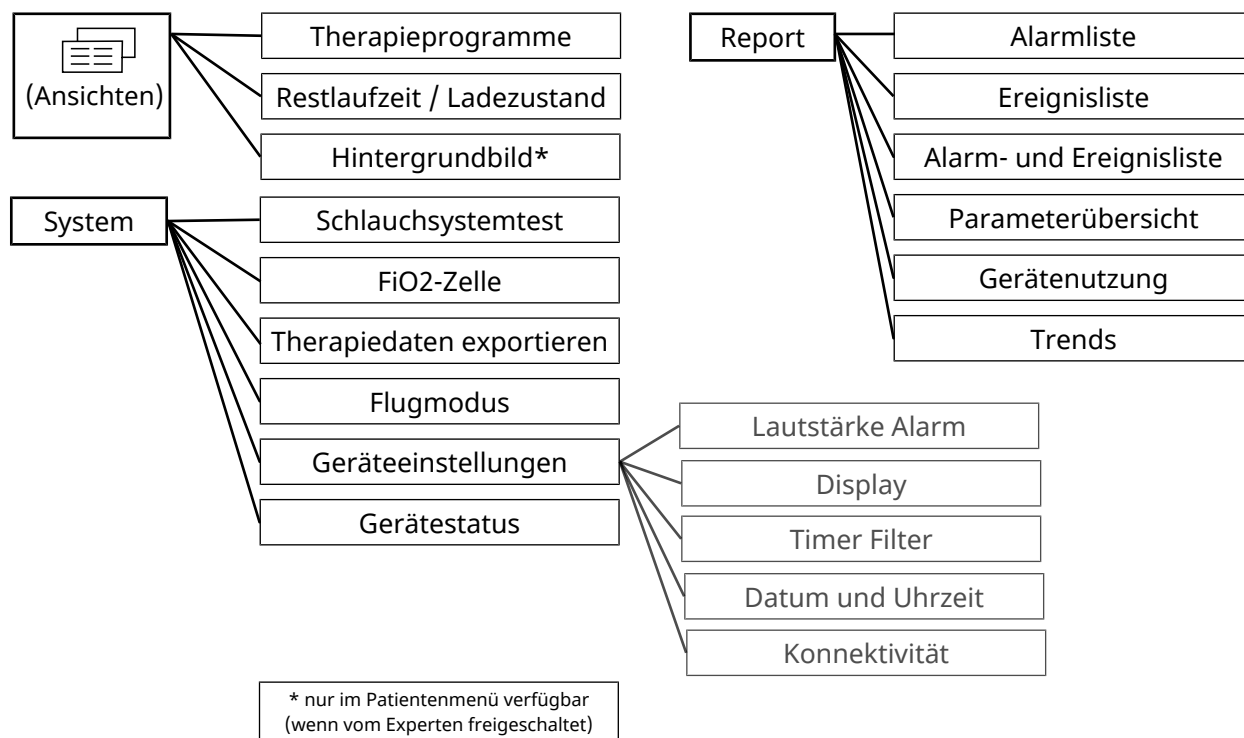 (Ansichten)
Therapieprogramme
Restlaufzeit / Ladezustand
Hintergrundbild*
System
Schlauchsystemtest
FiO2-Zelle
Therapiedaten exportieren
Flugmodus
Geräteeinstellungen
Gerätestatus
Lautstärke Alarm
Display
Timer Filter
Datum und Uhrzeit
Konnektivität
Report
Alarmliste
Ereignisliste
Alarm- und Ereignisliste
Parameterübersicht
Gerätenutzung
Trends
* nur im Patientenmenü verfügbar
(wenn vom Experten freigeschaltet)